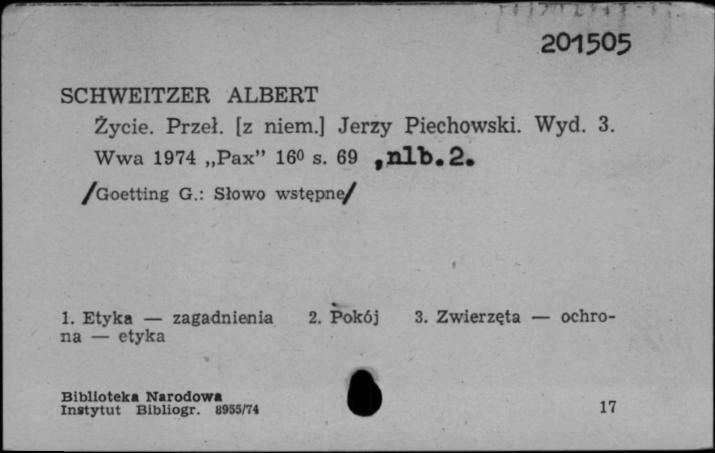 201505
SCHWEITZER ALBERT
Życie. Przeł. [z niem.] Jerzy Piechowski. Wyd. 3.
Wwa 1974 „Pax” 16⁰ s. 69 , nlb. 2.
/Goetting G.: Słowo wstępne/
1. Etyka — zagadnienia 2. Pokój 3. Zwierzęta — ochro-
na — etyka
Biblioteka Narodowa
Instytut Bibliogr. 8955/74 17